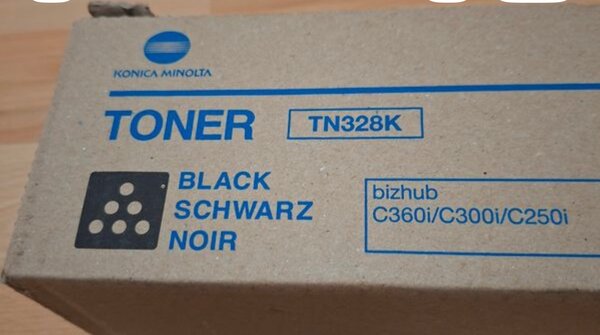 KONICA MINOLTA
TONER TN328K
BLACK
SCHWARZ
NOIR
bizhub
C360i/C300i/C250i